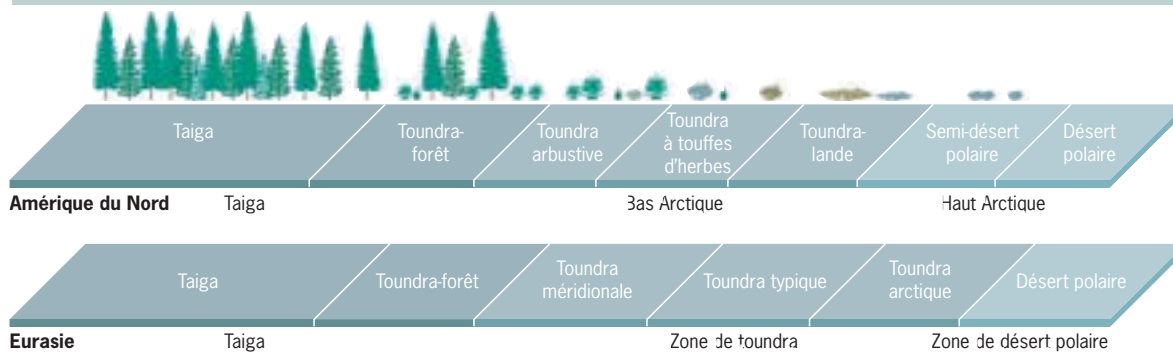 Taiga
Toundra-
forêt
Toundra
arbustive
Toundra
à touffes
d'herbes
Toundra-
lande
Semi-désert
polaire
Désert
polaire
Amérique du Nord Taiga Bas Arctique Haut Arctique
Taiga
Toundra-forêt
Toundra
méridionale
Toundra typique
Toundra
arctique
Désert polaire
Eurasie Taiga Zone de toundra Zone de désert polaire